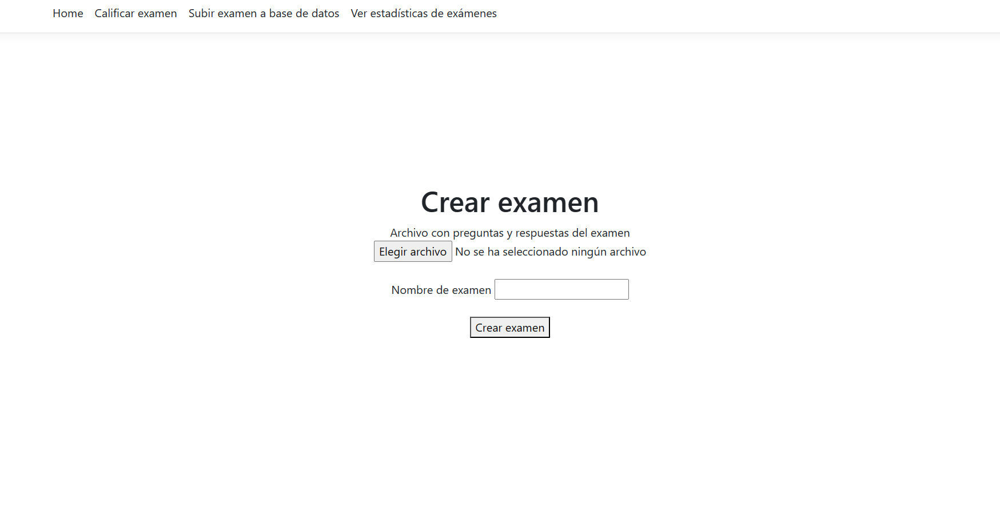 Home Calificar examen Subir examen a base de datos Ver estadísticas de exámenes
Crear examen
Archivo con preguntas y respuestas del examen
Elegir archivo No se ha seleccionado ningún archivo
Nombre de examen
Crear examen